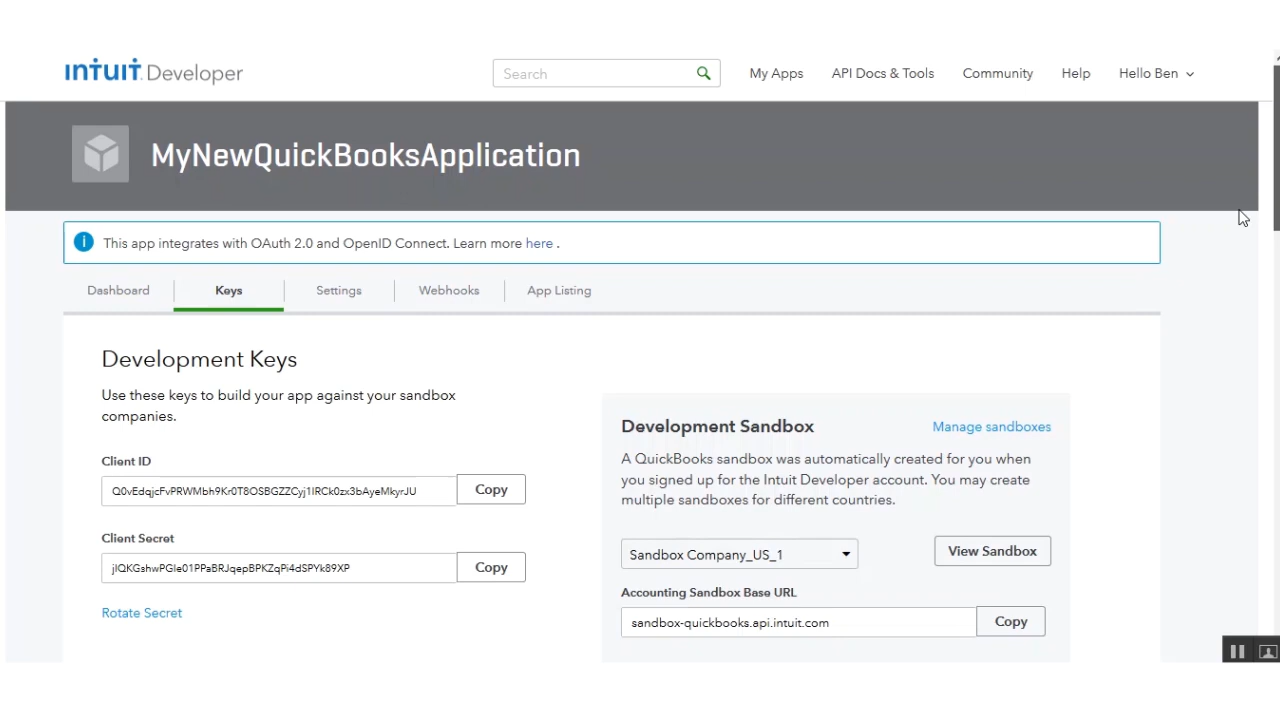 ıntuıt Developer
Search
My Apps
API Docs & Tools
Community
Help
Hello Ben
MyNewQuickBooksApplication
This app integrates with OAuth 2.0 and OpenID Connect. Learn more here .
Dashboard
Keys
Settings
Webhooks
App Listing
Development Keys
Use these keys to build your app against your sandbox
companies.
Client ID
Q0vEdqjcFvPRWMbh9Kr0T8OSBGZZCyj1IRCk0zx3bAyeMkyrJU
Copy
Client Secret
jIQKGshwPGle01PPaBRJqepBPKZqPi4dSPYk89XP
Copy
Rotate Secret
Development Sandbox
Manage sandboxes
A QuickBooks sandbox was automatically created for you when
you signed up for the Intuit Developer account. You may create
multiple sandboxes for different countries.
Sandbox Company_US_1
View Sandbox
Accounting Sandbox Base URL
sandbox-quickbooks.api.intuit.com
Copy